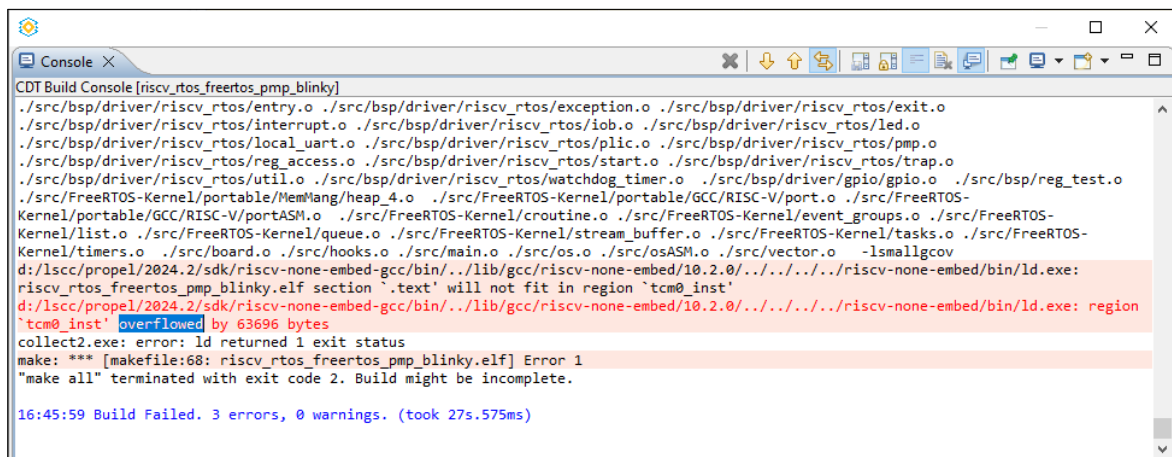 Console
CDT Build Console [riscv_rtos_freertos_pmp_blinky]
./src/bsp/driver/riscv_rtos/entry.o ./src/bsp/driver/riscv_rtos/exception.o ./src/bsp/driver/riscv_rtos/exit.o
./src/bsp/driver/riscv_rtos/interrupt.o ./src/bsp/driver/riscv_rtos/iob.o ./src/bsp/driver/riscv_rtos/led.o
./src/bsp/driver/riscv_rtos/local_uart.o ./src/bsp/driver/riscv_rtos/plic.o ./src/bsp/driver/riscv_rtos/pmp.o
./src/bsp/driver/riscv_rtos/reg_access.o ./src/bsp/driver/riscv_rtos/start.o ./src/bsp/driver/riscv_rtos/trap.o
./src/bsp/driver/riscv_rtos/util.o ./src/bsp/driver/riscv_rtos/watchdog_timer.o  ./src/bsp/driver/gpio/gpio.o  ./src/bsp/reg_test.o
./src/FreeRTOS-Kernel/portable/MemMang/heap_4.o  ./src/FreeRTOS-Kernel/portable/GCC/RISC-V/port.o ./src/FreeRTOS-
Kernel/portable/GCC/RISC-V/portASM.o  ./src/FreeRTOS-Kernel/croutine.o ./src/FreeRTOS-Kernel/event_groups.o ./src/FreeRTOS-
Kernel/list.o ./src/FreeRTOS-Kernel/queue.o ./src/FreeRTOS-Kernel/stream_buffer.o ./src/FreeRTOS-Kernel/tasks.o ./src/FreeRTOS-
Kernel/timers.o  ./src/board.o ./src/hooks.o ./src/main.o ./src/os.o ./src/osASM.o ./src/vector.o   -lsmallgcov
d:/lscc/propel/2024.2/sdk/riscv-none-embed-gcc/bin/../lib/gcc/riscv-none-embed/10.2.0/../../../../riscv-none-embed/bin/ld.exe:
riscv_rtos_freertos_pmp_blinky.elf section `.text' will not fit in region `tcm0_inst'
d:/lscc/propel/2024.2/sdk/riscv-none-embed-gcc/bin/../lib/gcc/riscv-none-embed/10.2.0/../../../../riscv-none-embed/bin/ld.exe: region
`tcm0_inst' overflowed by 63696 bytes
collect2.exe: error: ld returned 1 exit status
make: *** [makefile:68: riscv_rtos_freertos_pmp_blinky.elf] Error 1
"make all" terminated with exit code 2. Build might be incomplete.
16:45:59 Build Failed. 3 errors, 0 warnings. (took 27s.575ms)